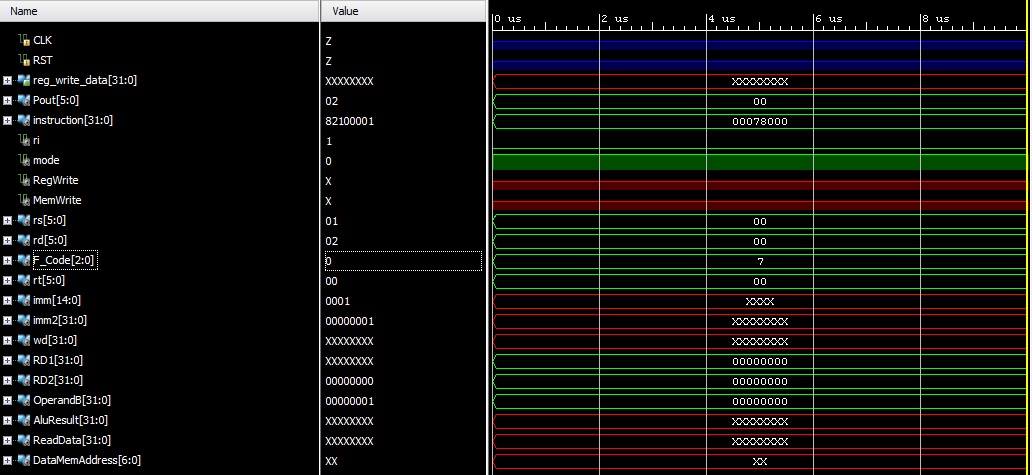 Name Value 0 us 2 us 4 us 6 us 8 us
CLK Z
RST Z
reg_write_data[31:0] XXXXXXXX XXXXXXXX
Pout[5:0] 02 00
instruction[31:0] 82100001 00078000
ri 1
mode 0
RegWrite X
MemWrite X
rs[5:0] 01 00
rd[5:0] 02 00
F_Code[2:0] 0 7
rt[5:0] 00 00
imm[14:0] 0001 XXXX
imm2[31:0] 00000001 XXXXXXXX
wd[31:0] XXXXXXXX XXXXXXXX
RD1[31:0] XXXXXXXX 00000000
RD2[31:0] 00000000 00000000
OperandB[31:0] 00000001 00000000
AluResult[31:0] XXXXXXXX XXXXXXXX
ReadData[31:0] XXXXXXXX XXXXXXXX
DataMemAddress[6:0] XX XX